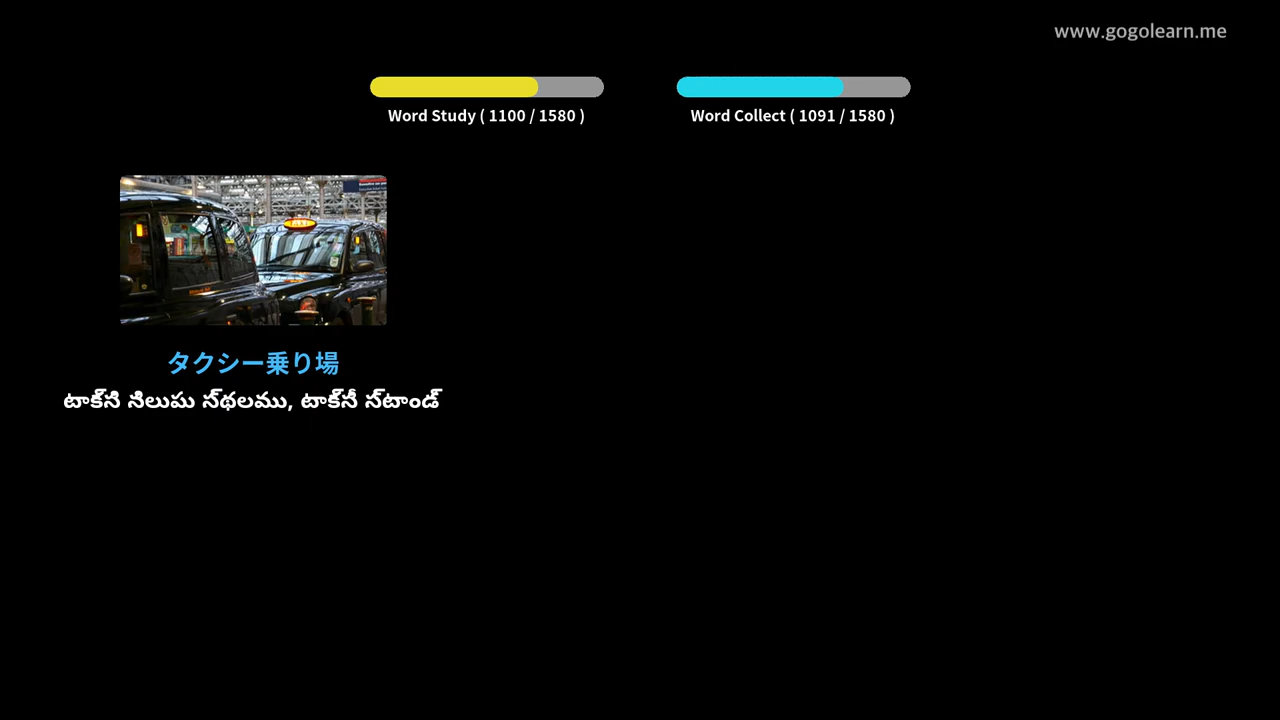 www.gogolearn.me
Word Study ( 1100 / 1580 )
Word Collect ( 1091 / 1580 )
タクシー乗り場
టాక్‌సి నిలుపు స్‌థలము, టాక్‌సీ స్‌టాండ్